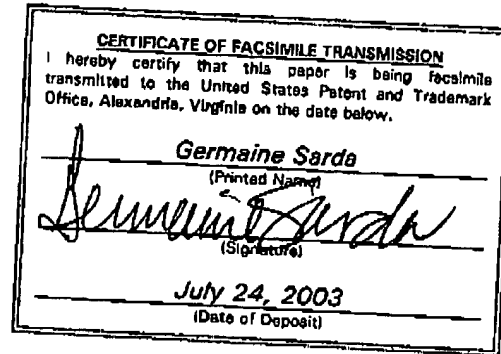 CERTIFICATE OF FACSIMILE TRANSMISSION
I hereby certify that this paper is being facsimile
transmitted to the United States Patent and Trademark
Office, Alexandria, Virginia on the date below.
Germaine Sarda
(Printed Name)
Germaine Sarda
(Signature)
July 24, 2003
(Date of Deposit)